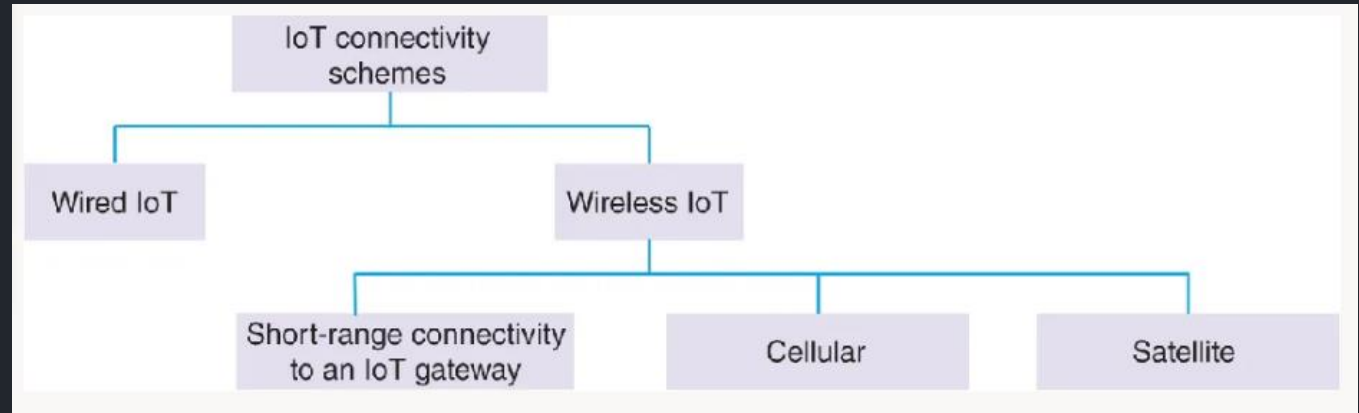 IoT connectivity
schemes
Wired IoT
Wireless IoT
Short-range connectivity
to an IoT gateway
Cellular
Satellite